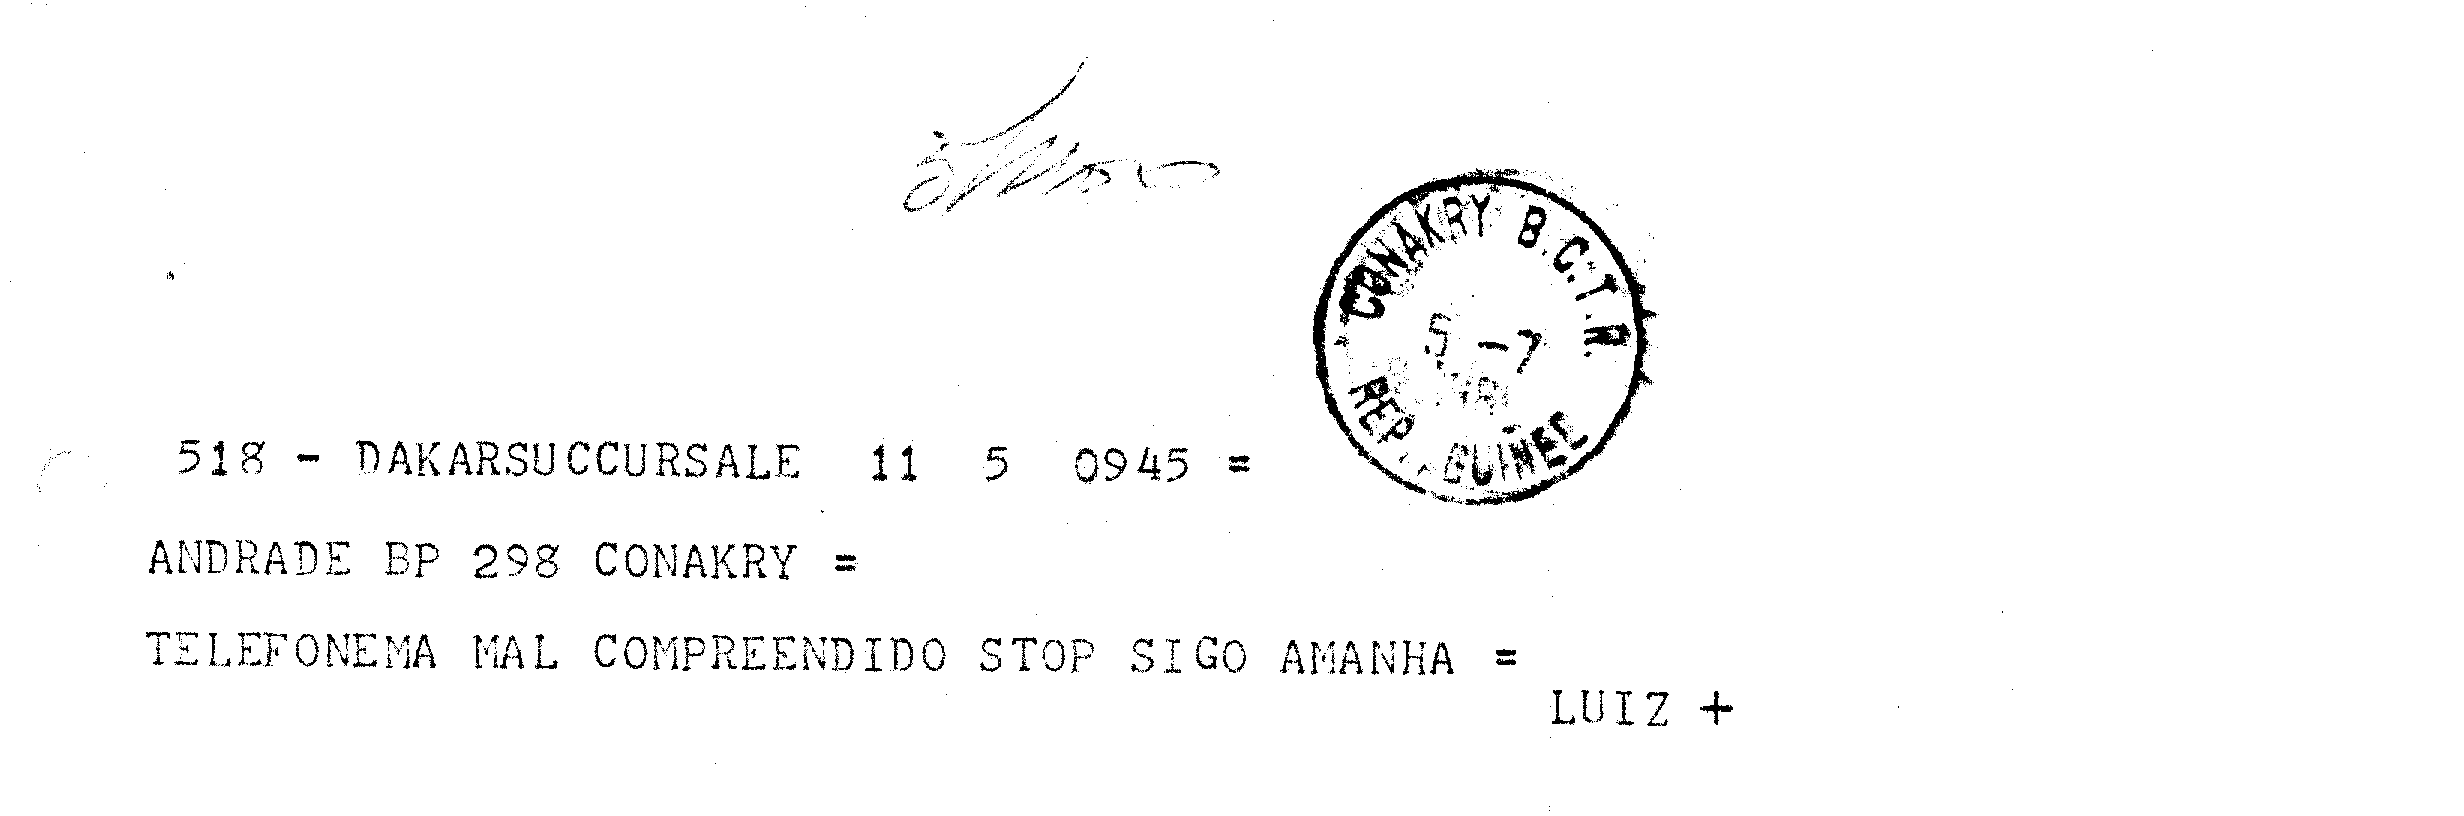 CONAKRY B.C.T.R.
5 -7
REP. GUINEE
518 - DAKARSUCCURSALE 11 5 0945 =
ANDRADE BP 298 CONAKRY =
TELEFONEMA MAL COMPREENDIDO STOP SIGO AMANHA =
LUIZ +